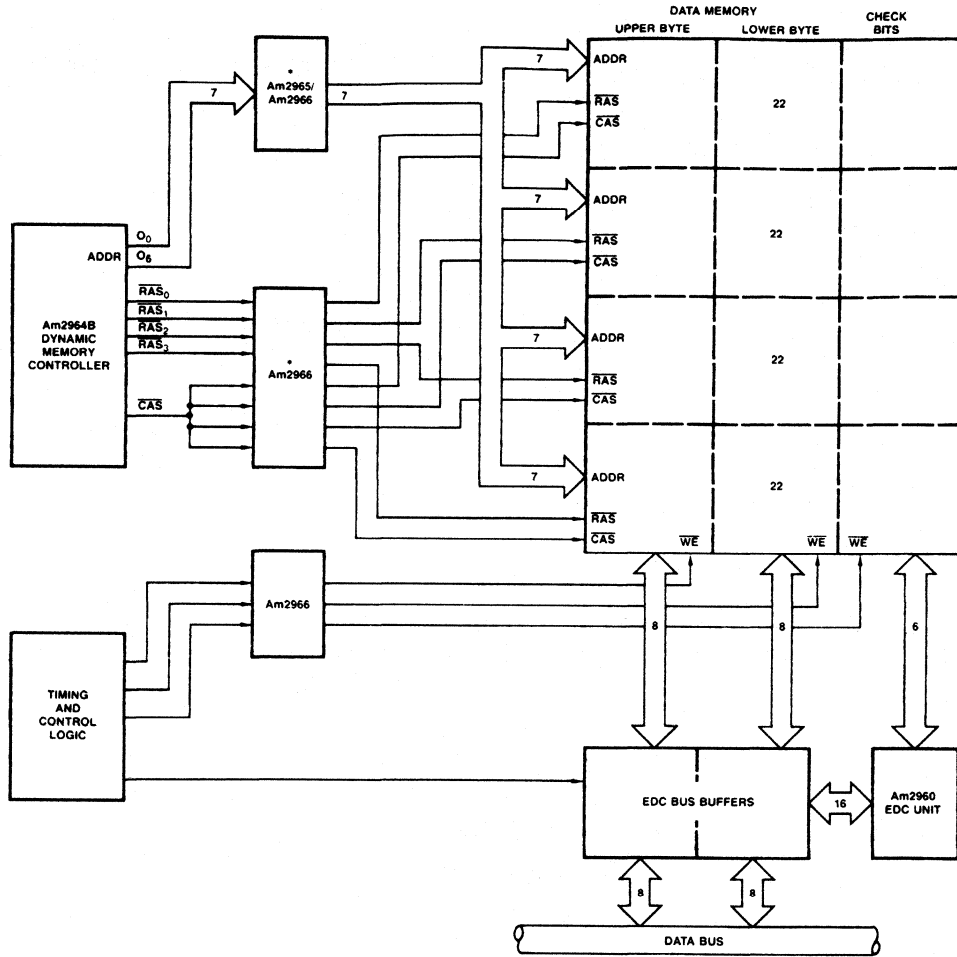 DATA MEMORY
UPPER BYTE
LOWER BYTE
CHECK
BITS
*
Am2965/
Am2966
7
7
7
ADDR
RAS
CAS
22
7
ADDR
RAS
CAS
22
7
ADDR
RAS
CAS
22
7
ADDR
RAS
CAS
22
WE
WE
WE
Am2964B
DYNAMIC
MEMORY
CONTROLLER
ADDR
O₀
O₆
RAS₀
RAS₁
RAS₂
RAS₃
CAS
*
Am2966
Am2966
TIMING
AND
CONTROL
LOGIC
8
8
6
EDC BUS BUFFERS
16
Am2960
EDC UNIT
8
8
DATA BUS